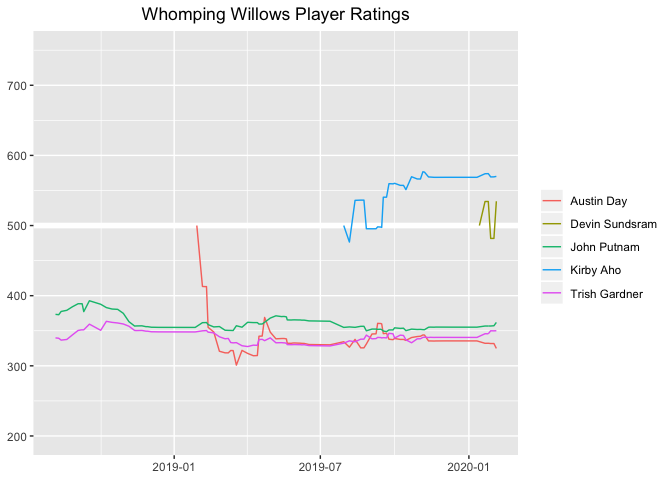 Whomping Willows Player Ratings
700
600
500
400
300
200
2019-01
2019-07
2020-01
Austin Day
Devin Sundsram
John Putnam
Kirby Aho
Trish Gardner